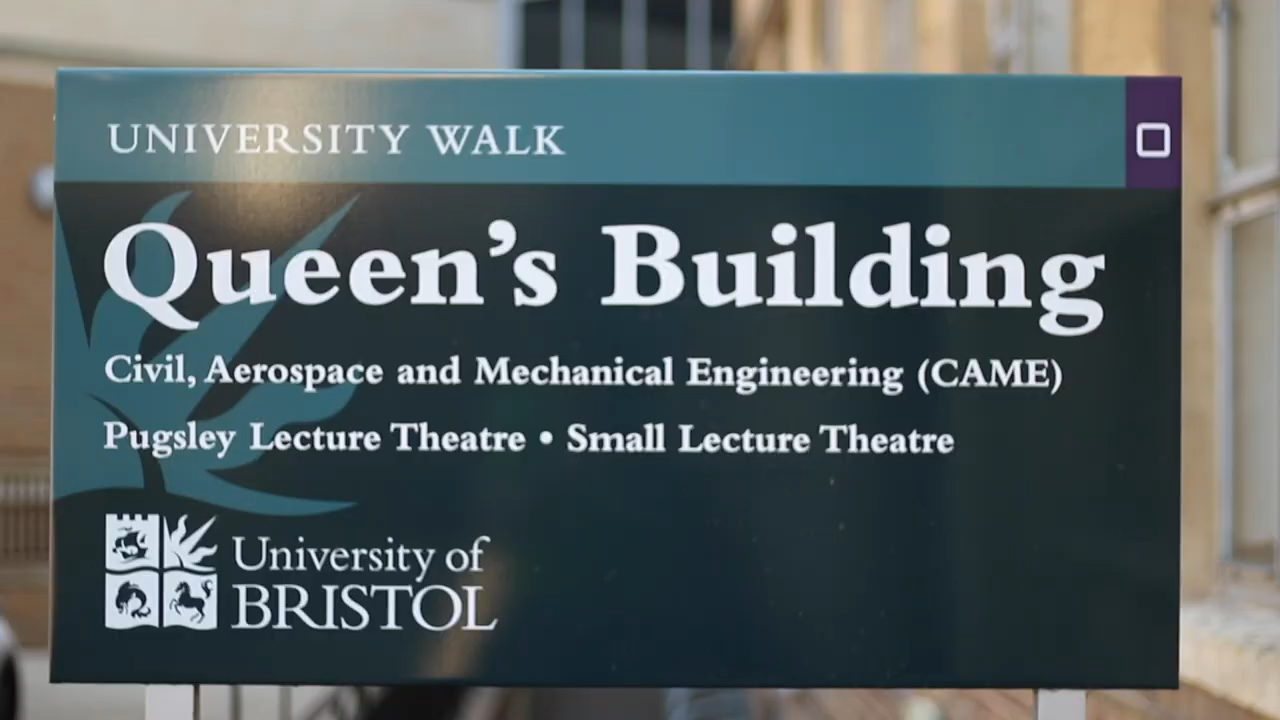 UNIVERSITY WALK
Queen's Building
Civil, Aerospace and Mechanical Engineering (CAME)
Pugsley Lecture Theatre • Small Lecture Theatre
University of
BRISTOL